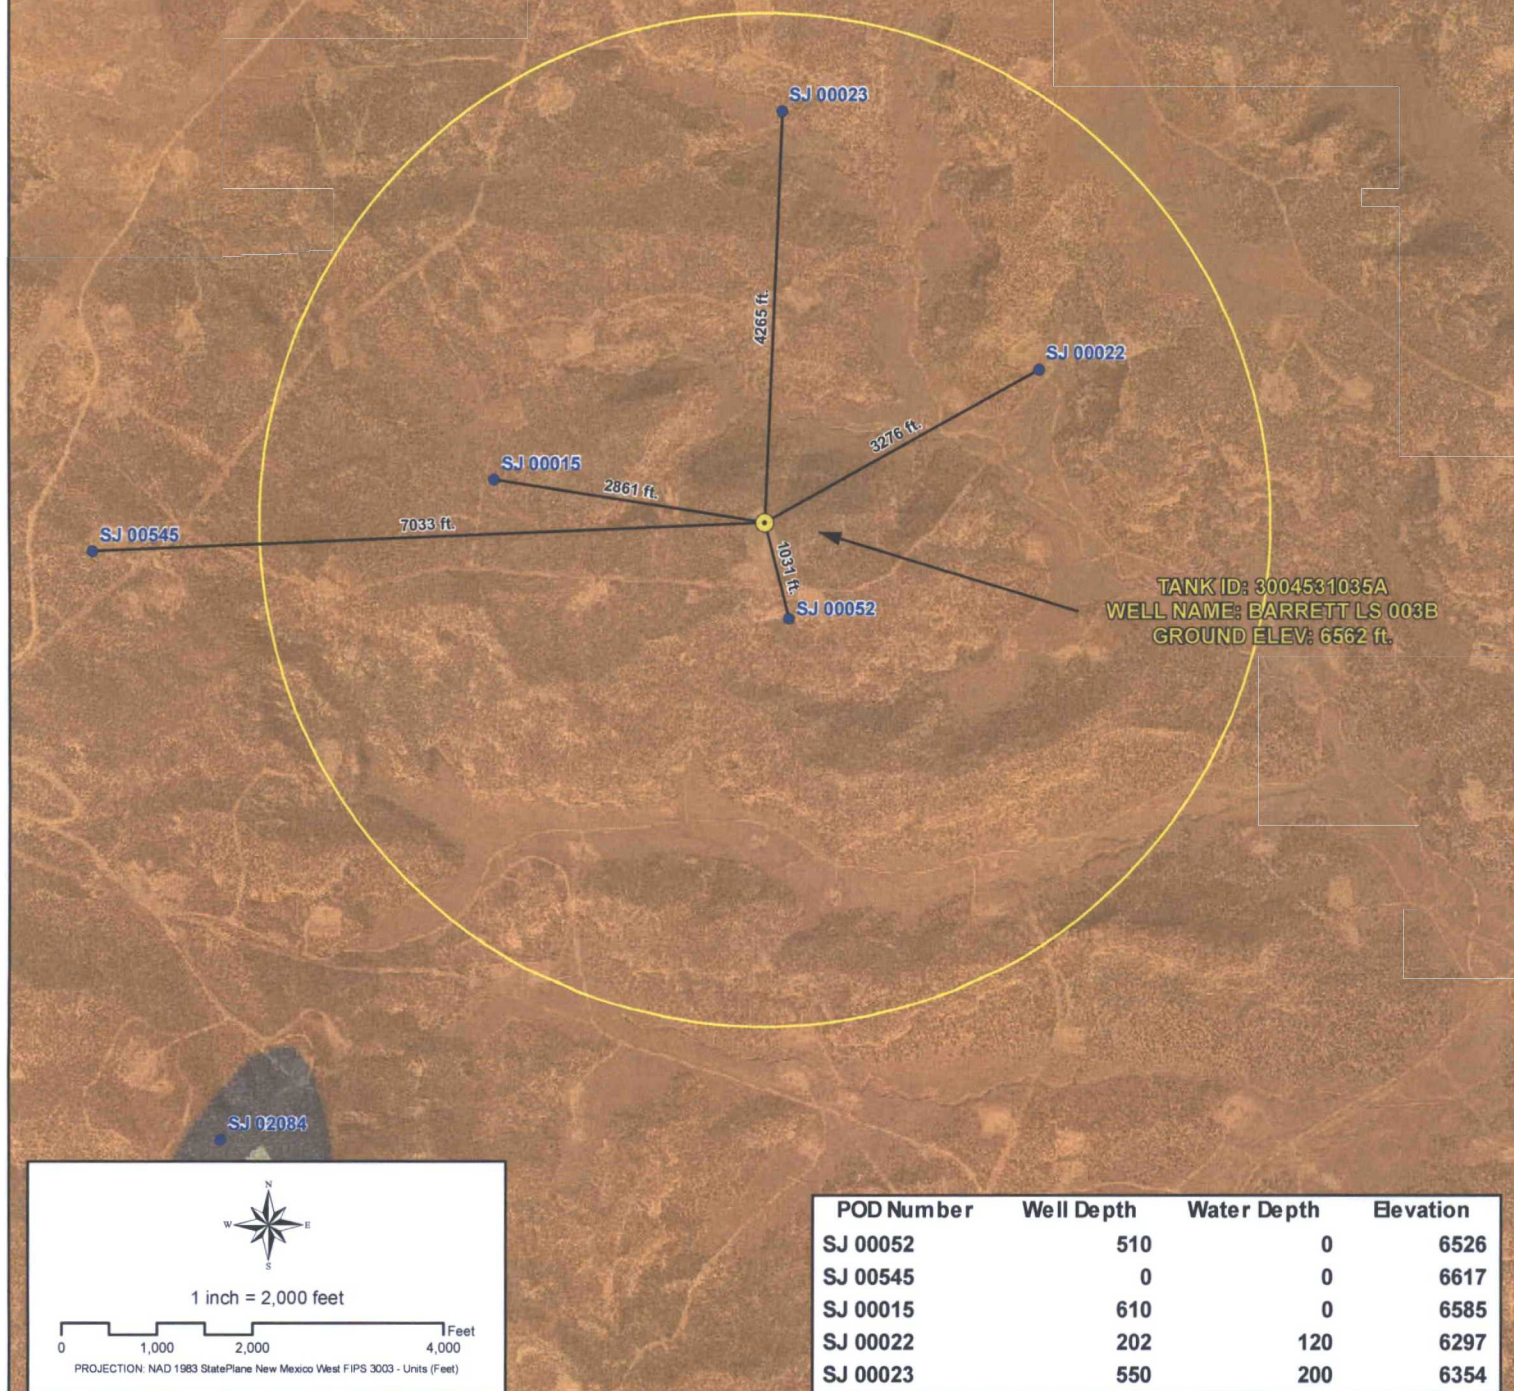 SJ 00023
4265 ft.
SJ 00022
3276 ft.
SJ 00015
2861 ft.
7033 ft.
SJ 00545
1031 ft.
SJ 00052
TANK ID: 3004531035A
WELL NAME: BARRETT LS 003B
GROUND ELEV: 6562 ft.
SJ 02084
N
W E
S
1 inch = 2,000 feet
Feet
0 1,000 2,000 4,000
PROJECTION: NAD 1983 StatePlane New Mexico West FIPS 3003 - Units (Feet)
POD Number Well Depth Water Depth Elevation
SJ 00052 510 0 6526
SJ 00545 0 0 6617
SJ 00015 610 0 6585
SJ 00022 202 120 6297
SJ 00023 550 200 6354